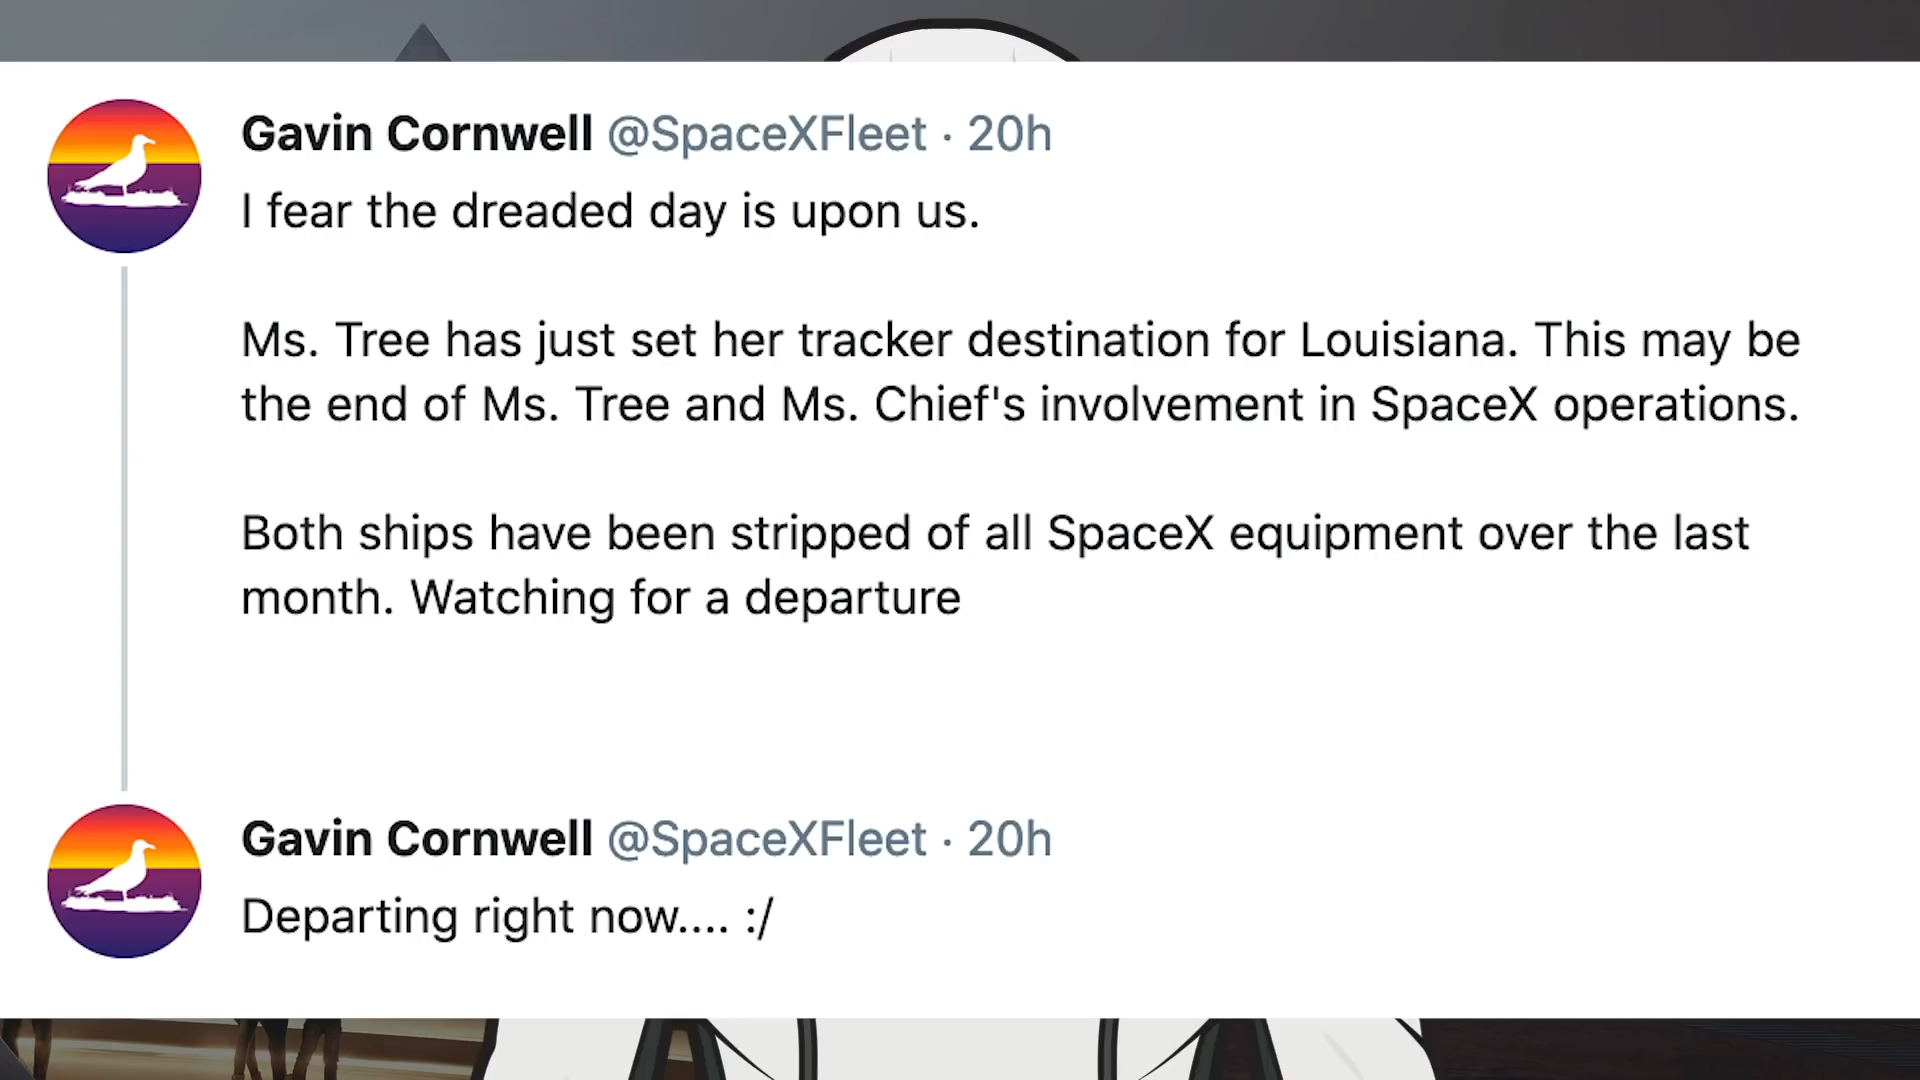 Gavin Cornwell @SpaceXFleet · 20h
I fear the dreaded day is upon us.
Ms. Tree has just set her tracker destination for Louisiana. This may be
the end of Ms. Tree and Ms. Chief's involvement in SpaceX operations.
Both ships have been stripped of all SpaceX equipment over the last
month. Watching for a departure
Gavin Cornwell @SpaceXFleet · 20h
Departing right now.... :/